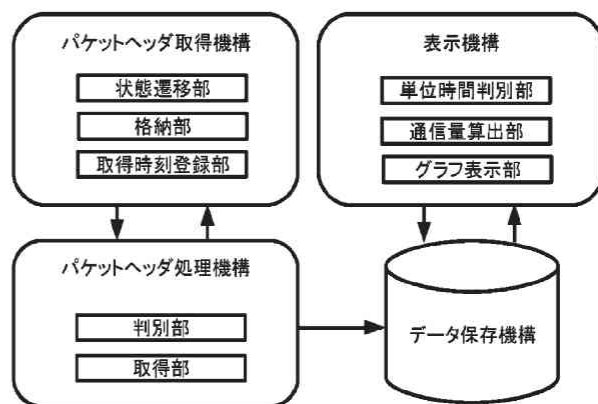 パケットヘッダ取得機構
状態遷移部
格納部
取得時刻登録部
表示機構
単位時間判別部
通信量算出部
グラフ表示部
パケットヘッダ処理機構
判別部
取得部
データ保存機構